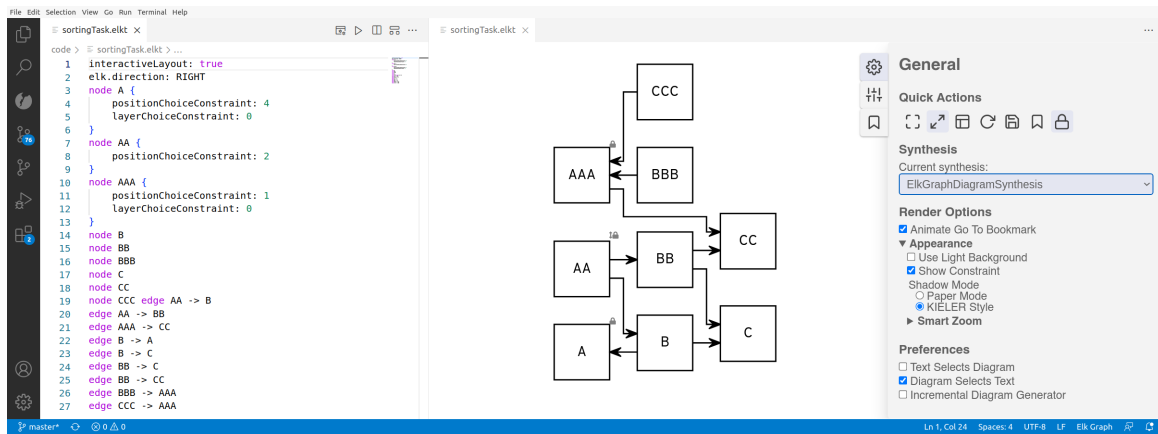 File Edit Selection View Go Run Terminal Help
sortingTask.elkt
code > sortingTask.elkt > ...
1 interactiveLayout: true
2 elk.direction: RIGHT
3 node A {
4 positionChoiceConstraint: 4
5 layerChoiceConstraint: 0
6 }
7 node AA {
8 positionChoiceConstraint: 2
9 }
10 node AAA {
11 positionChoiceConstraint: 1
12 layerChoiceConstraint: 0
13 }
14 node B
15 node BB
16 node BBB
17 node C
18 node CC
19 node CCC edge AA -> B
20 edge AA -> BB
21 edge AAA -> CC
22 edge B -> A
23 edge B -> C
24 edge BB -> C
25 edge BB -> CC
26 edge BBB -> AAA
27 edge CCC -> AAA
76
2
sortingTask.elkt
CCC
AAA
BBB
CC
AA
BB
C
A
B
General
Quick Actions
Synthesis
Current synthesis:
ElkGraphDiagramSynthesis
Render Options
Animate Go To Bookmark
Appearance
Use Light Background
Show Constraint
Shadow Mode
Paper Mode
KIELER Style
Smart Zoom
Preferences
Text Selects Diagram
Diagram Selects Text
Incremental Diagram Generator
master* 0 0
Ln 1, Col 24 Spaces: 4 UTF-8 LF Elk Graph